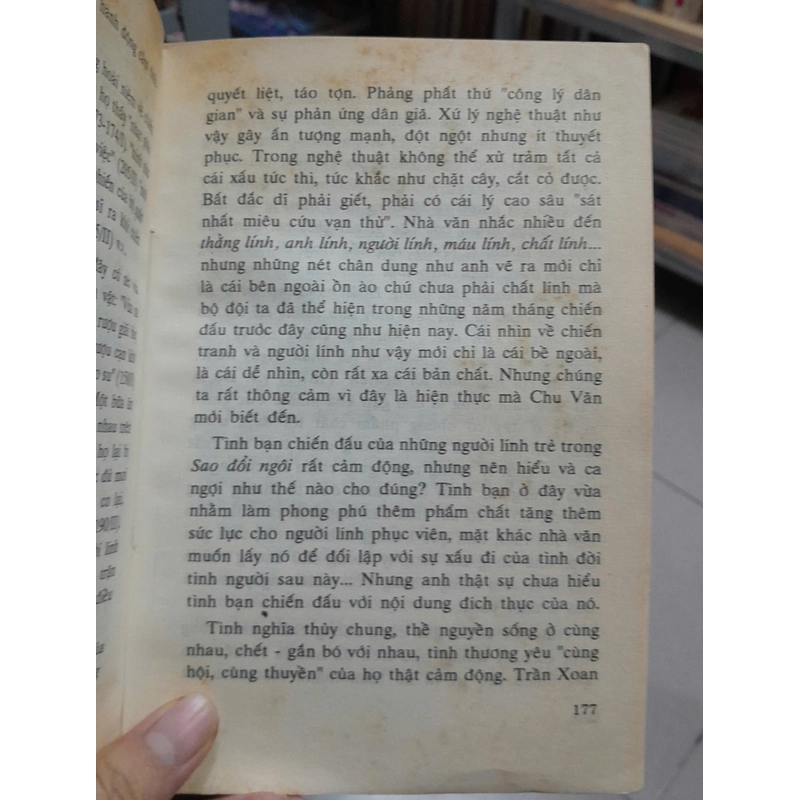 quyết liệt, táo tợn. Phảng phất thứ "công lý dân
gian" và sự phản ứng dân giả. Xử lý nghệ thuật như
vậy gây ấn tượng mạnh, đột ngột nhưng ít thuyết
phục. Trong nghệ thuật không thể xử trảm tất cả
cái xấu tức thì, tức khắc như chặt cây, cắt cỏ được.
Bất đắc dĩ phải giết, phải có cái lý cao sâu "sát
nhất miêu cứu vạn thử". Nhà văn nhắc nhiều đến
thằng lính, anh lính, người lính, máu lính, chất lính...
nhưng những nét chân dung như anh vẽ ra mới chỉ
là cái bên ngoài ồn ào chứ chưa phải chất lính mà
bộ đội ta đã thể hiện trong những năm tháng chiến
đấu trước đây cũng như hiện nay. Cái nhìn về chiến
tranh và người lính như vậy mới chỉ là cái bề ngoài,
là cái dễ nhìn, còn rất xa cái bản chất. Nhưng chúng
ta rất thông cảm vì đây là hiện thực mà Chu Văn
mới biết đến.
Tình bạn chiến đấu của những người lính trẻ trong
Sao đổi ngôi rất cảm động, nhưng nên hiểu và ca
ngợi như thế nào cho đúng? Tình bạn ở đây vừa
nhằm làm phong phú thêm phẩm chất tăng thêm
sức lực cho người lính phục viên, mặt khác nhà văn
muốn lấy nó để đối lập với sự xấu đi của tình đời
tình người sau này... Nhưng anh thật sự chưa hiểu
tình bạn chiến đấu với nội dung đích thực của nó.
Tình nghĩa thủy chung, thề nguyền sống ở cùng
nhau, chết - gắn bó với nhau, tình thương yêu "cùng
hội, cùng thuyền" của họ thật cảm động. Trần Xoan
177